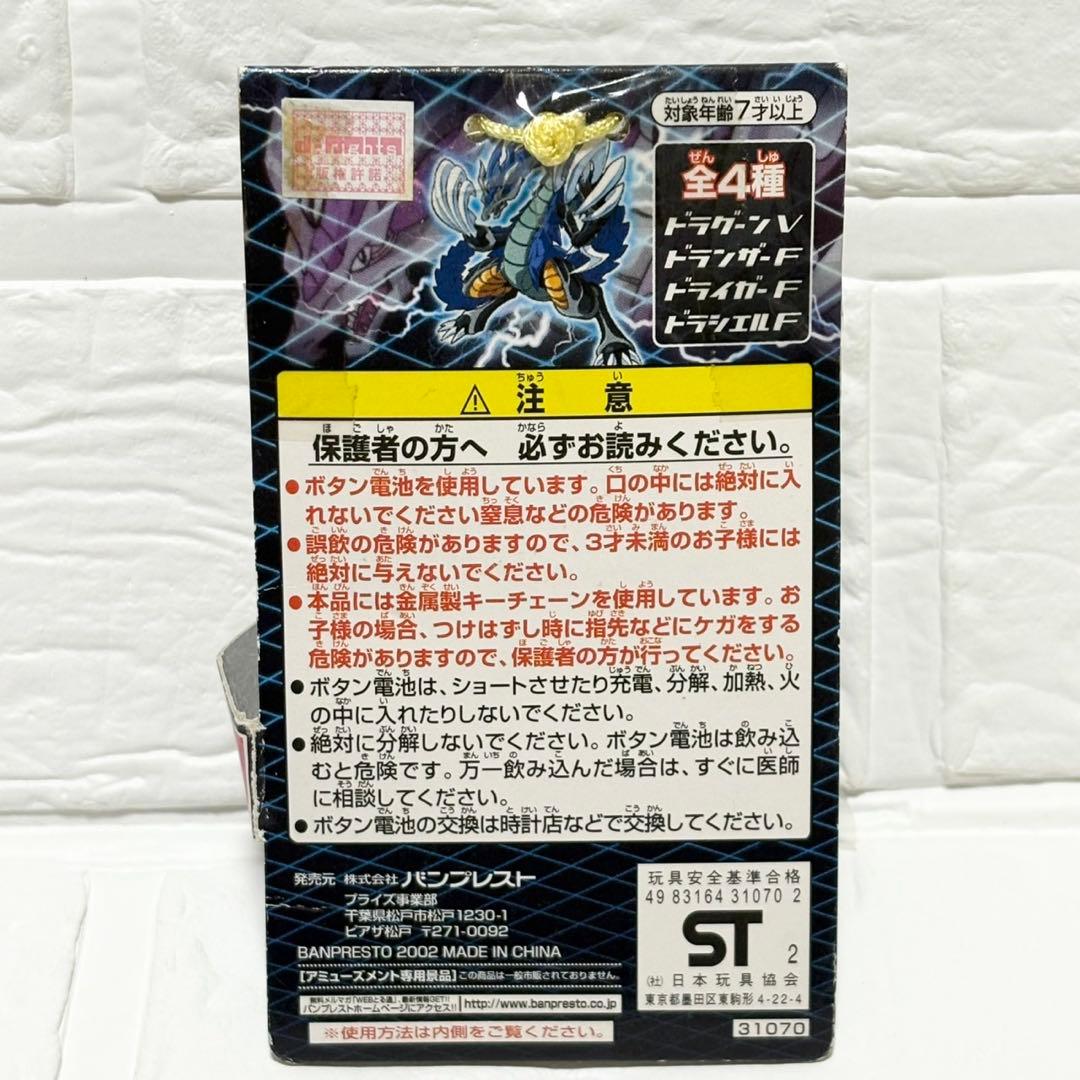 対象年齢7才以上
d-rights
版権許諾
全4種
ドラグーンV
ドランザーF
ドライガーF
ドラシエルF
⚠ 注意
保護者の方へ 必ずお読みください。
●ボタン電池を使用しています。口の中には絶対に入
れないでください窒息などの危険があります。
●誤飲の危険がありますので、3才未満のお子様には
絶対に与えないでください。
●本品には金属製キーチェーンを使用しています。お
子様の場合、つけはずし時に指先などにケガをする
危険がありますので、保護者の方が行ってください。
●ボタン電池は、ショートさせたり充電、分解、加熱、火
の中に入れたりしないでください。
●絶対に分解しないでください。ボタン電池は飲み込
むと危険です。万一飲み込んだ場合は、すぐに医師
に相談してください。
●ボタン電池の交換は時計店などで交換してください。
発売元 株式会社 バンプレスト
プライズ事業部
千葉県松戸市松戸1230-1
ピアザ松戸 〒271-0092
BANPRESTO 2002 MADE IN CHINA
[アミューズメント専用景品] この商品は一般市販されておりません。
無料メルマガ「WEBとる通」、最新情報GET!!
バンプレストホームページにアクセス!!
http://www.banpresto.co.jp
※使用方法は内側をご覧ください。
玩具安全基準合格
49 83164 31070 2
ST 2
(社)日本玩具協会
東京都墨田区東駒形 4-22-4
31070